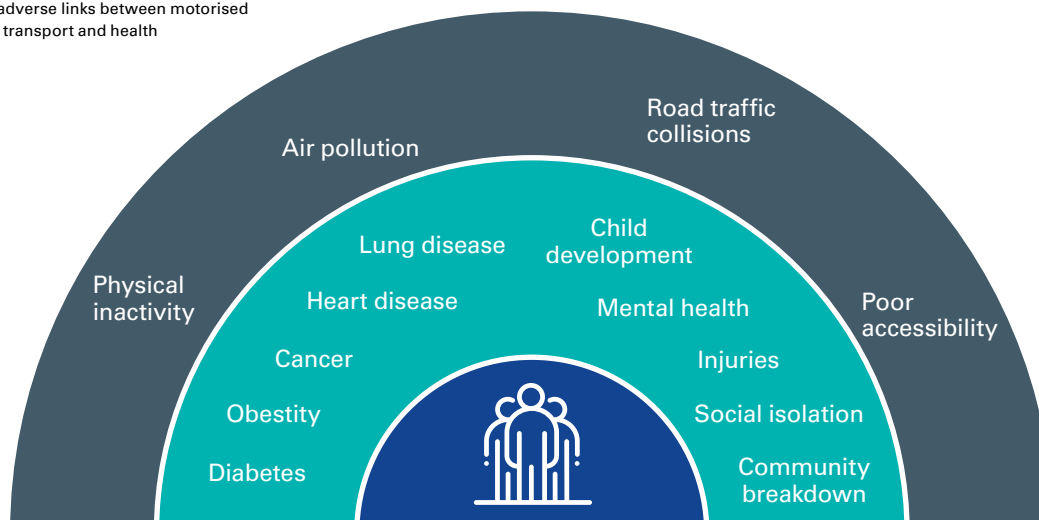 adverse links between motorised
transport and health
Road traffic
collisions
Air pollution
Child
development
Lung disease
Physical
inactivity
Heart disease
Mental health
Poor
accessibility
Cancer
Injuries
Obestity
Social isolation
Diabetes
Community
breakdown